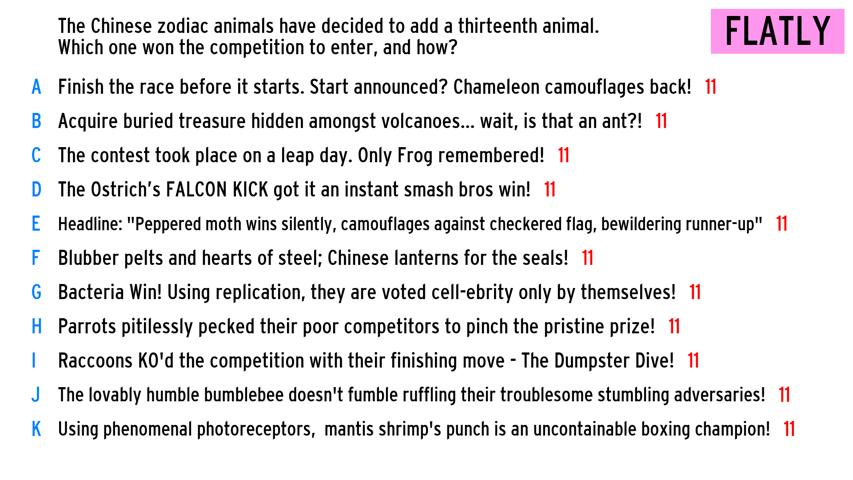 The Chinese zodiac animals have decided to add a thirteenth animal.
Which one won the competition to enter, and how?
FLATLY
A Finish the race before it starts. Start announced? Chameleon camouflages back! 11
B Acquire buried treasure hidden amongst volcanoes... wait, is that an ant?! 11
C The contest took place on a leap day. Only Frog remembered! 11
D The Ostrich's FALCON KICK got it an instant smash bros win! 11
E Headline: "Peppered moth wins silently, camouflages against checkered flag, bewildering runner-up" 11
F Blubber pelts and hearts of steel; Chinese lanterns for the seals! 11
G Bacteria Win! Using replication, they are voted cell-ebrity only by themselves! 11
H Parrots pitilessly pecked their poor competitors to pinch the pristine prize! 11
I Raccoons KO'd the competition with their finishing move - The Dumpster Dive! 11
J The lovably humble bumblebee doesn't fumble ruffling their troublesome stumbling adversaries! 11
K Using phenomenal photoreceptors, mantis shrimp's punch is an uncontainable boxing champion! 11